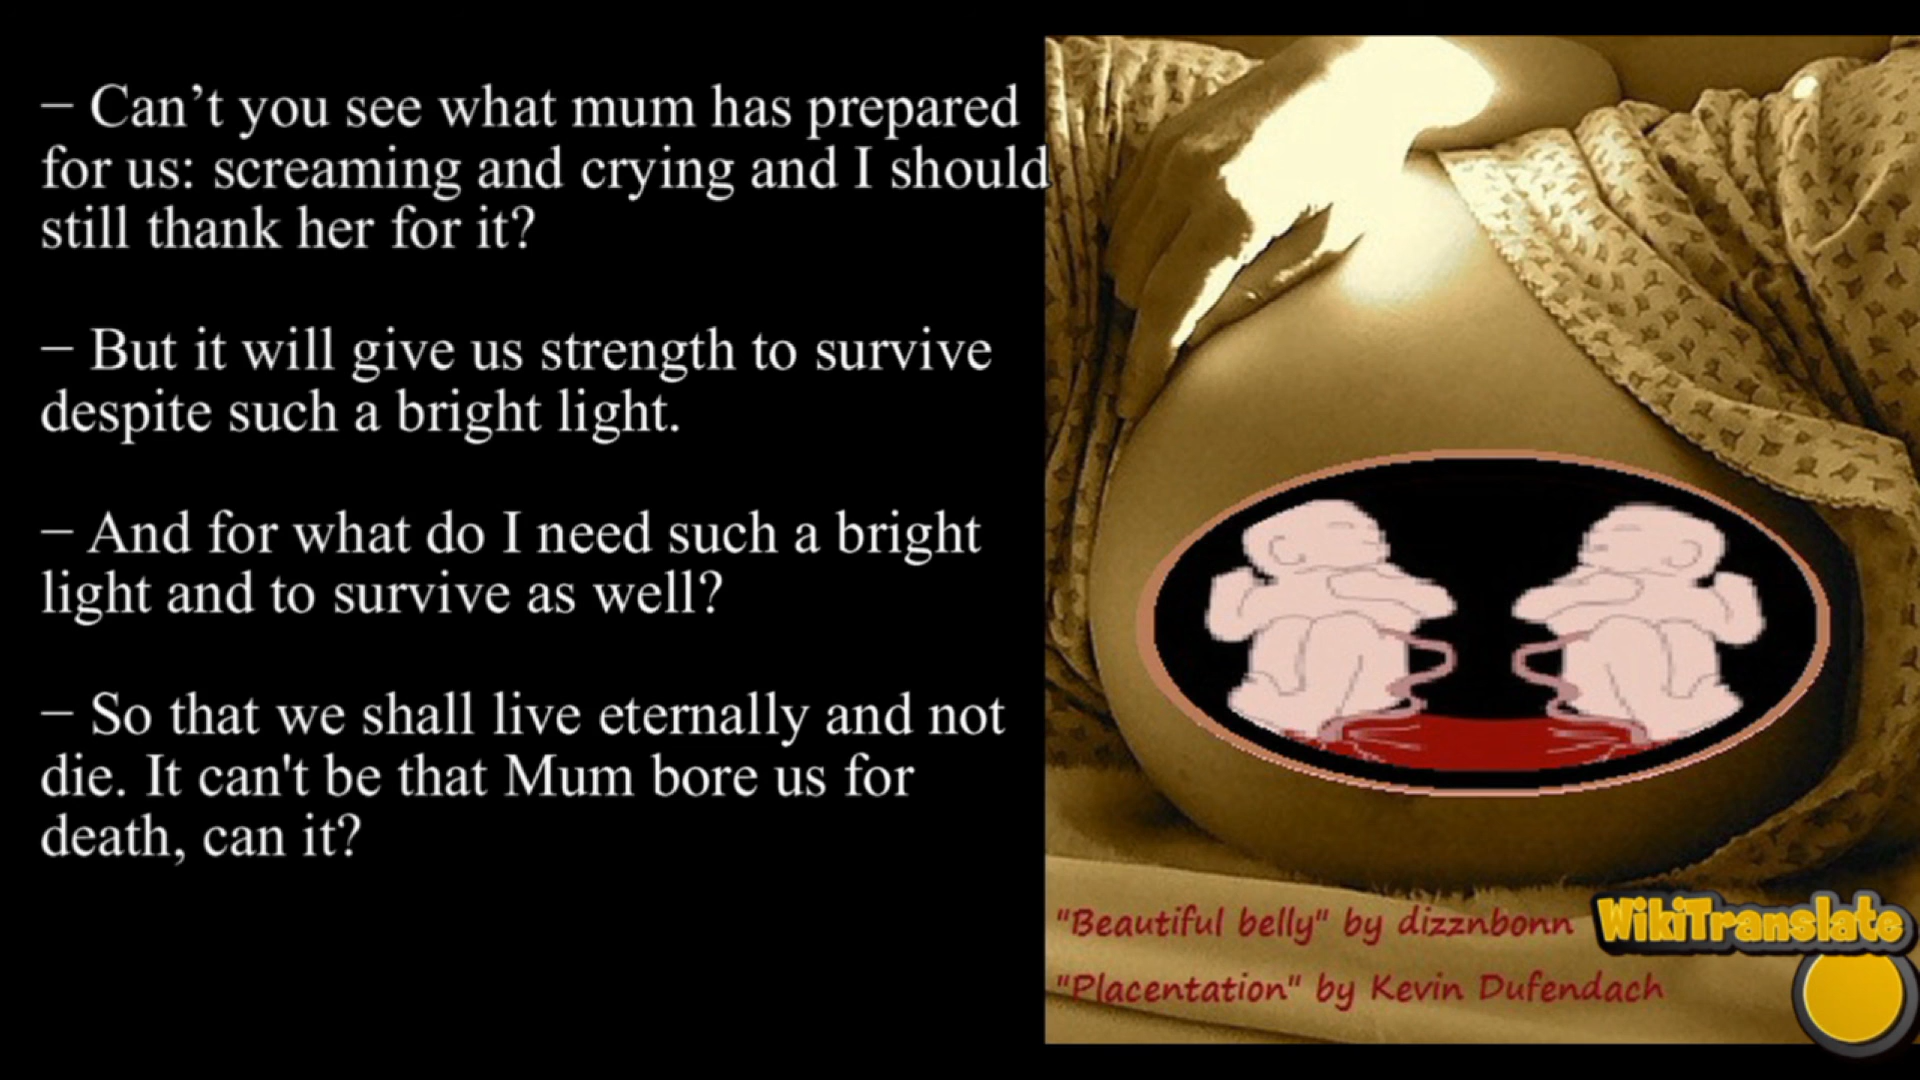 – Can’t you see what mum has prepared
for us: screaming and crying and I should
still thank her for it?
– But it will give us strength to survive
despite such a bright light.
– And for what do I need such a bright
light and to survive as well?
– So that we shall live eternally and not
die. It can't be that Mum bore us for
death, can it?
"Beautiful belly" by dizznbonn
WikiTranslate
"Placentation" by Kevin Dufendach